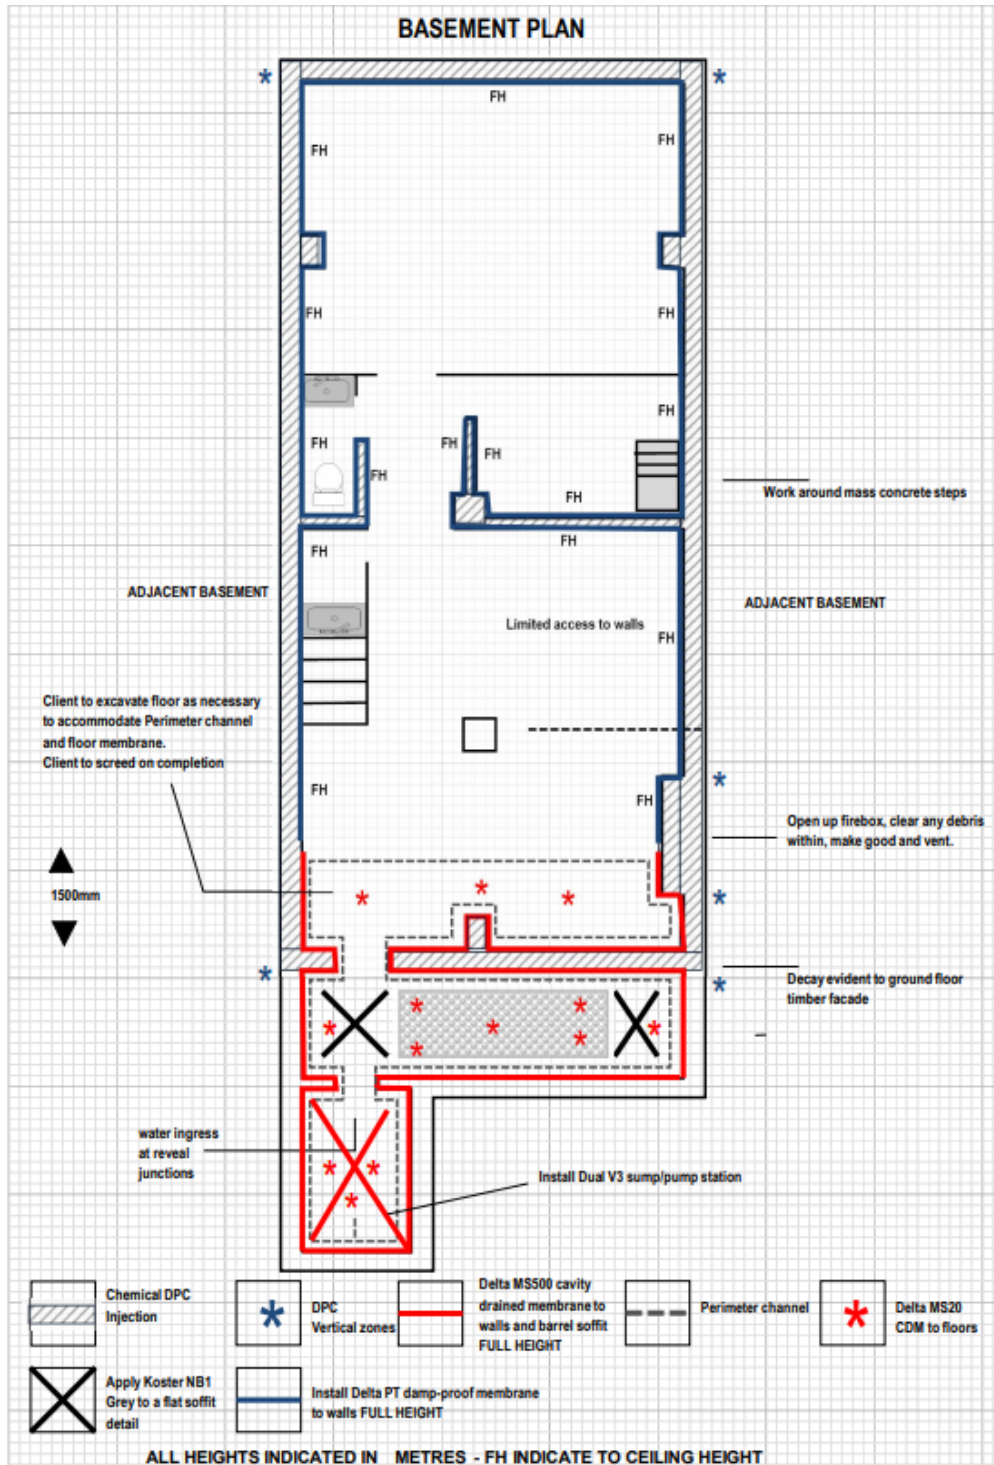 BASEMENT PLAN
FH
FH
FH
FH
FH
FH
FH
FH
FH
FH
FH
Work around mass concrete steps
FH
FH
FH
ADJACENT BASEMENT
ADJACENT BASEMENT
Limited access to walls
FH
Client to excavate floor as necessary
to accommodate Perimeter channel
and floor membrane.
Client to screed on completion
FH
FH
Open up firebox, clear any debris
within, make good and vent.
1500mm
Decay evident to ground floor
timber facade
water ingress
at reveal
junctions
Install Dual V3 sump/pump station
Chemical DPC
Injection
DPC
Vertical zones
Delta MS500 cavity
drained membrane to
walls and barrel soffit
FULL HEIGHT
Perimeter channel
Delta MS20
CDM to floors
Apply Koster NB1
Grey to a flat soffit
detail
Install Delta PT damp-proof membrane
to walls FULL HEIGHT
ALL HEIGHTS INDICATED IN METRES - FH INDICATE TO CEILING HEIGHT